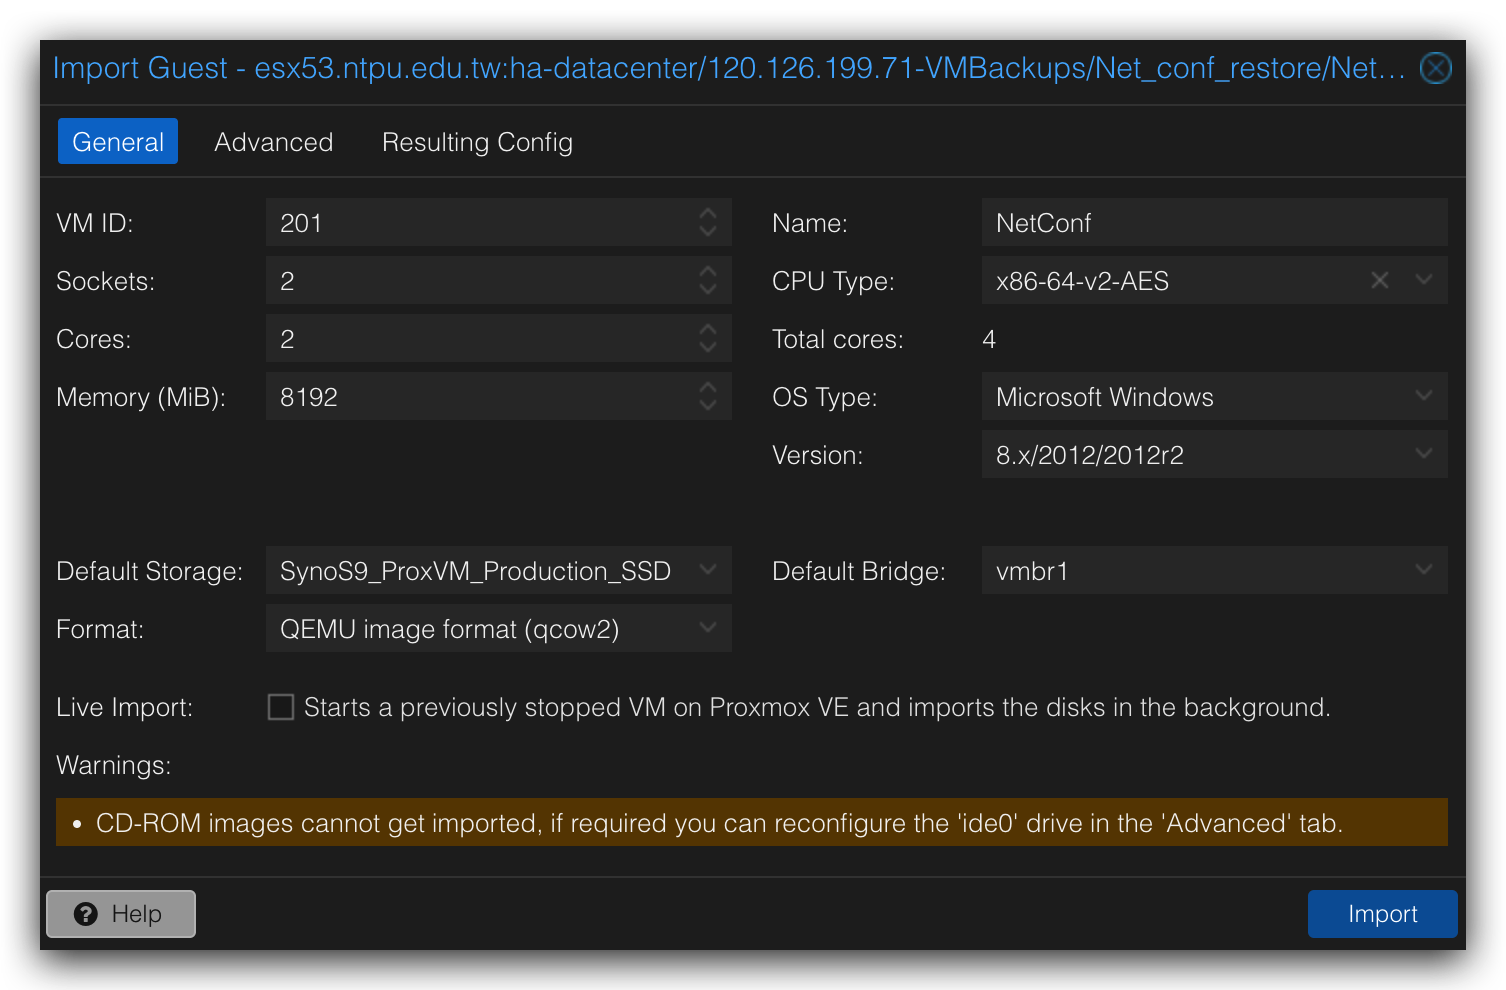 Import Guest - esx53.ntpu.edu.tw:ha-datacenter/120.126.199.71-VMBackups/Net_conf_restore/Net...
General Advanced Resulting Config
VM ID: 201 Name: NetConf
Sockets: 2 CPU Type: x86-64-v2-AES
Cores: 2 Total cores: 4
Memory (MiB): 8192 OS Type: Microsoft Windows
Version: 8.x/2012/2012r2
Default Storage: SynoS9_ProxVM_Production_SSD Default Bridge: vmbr1
Format: QEMU image format (qcow2)
Live Import: Starts a previously stopped VM on Proxmox VE and imports the disks in the background.
Warnings:
• CD-ROM images cannot get imported, if required you can reconfigure the 'ide0' drive in the 'Advanced' tab.
Help Import